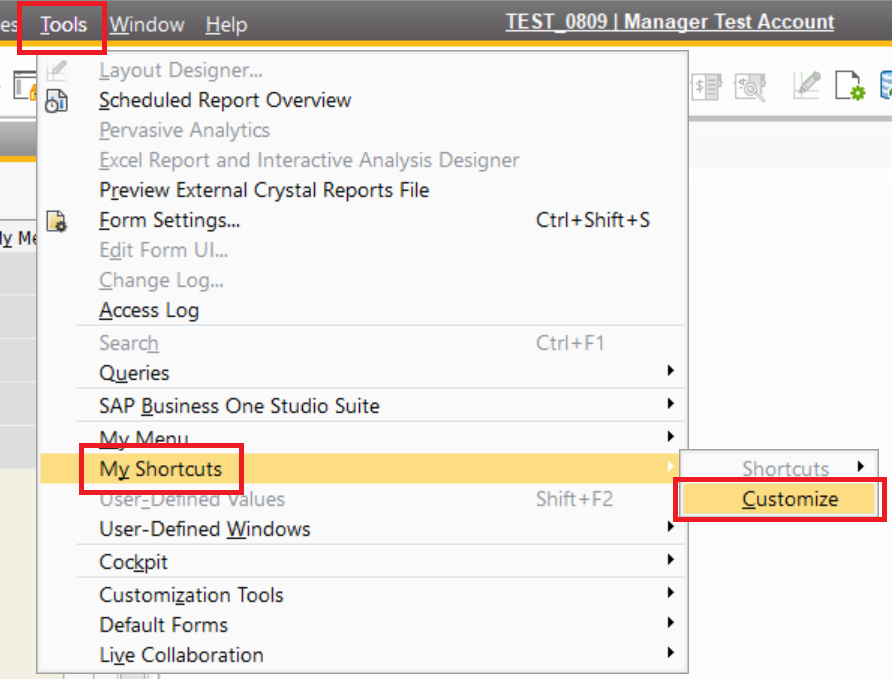 es Tools Window Help TEST_0809 | Manager Test Account
Layout Designer...
Scheduled Report Overview
Pervasive Analytics
Excel Report and Interactive Analysis Designer
Preview External Crystal Reports File
Form Settings... Ctrl+Shift+S
My Me
Edit Form UI...
Change Log...
Access Log
Search Ctrl+F1
Queries
SAP Business One Studio Suite
My Menu
My Shortcuts Shortcuts
User-Defined Values Shift+F2 Customize
User-Defined Windows
Cockpit
Customization Tools
Default Forms
Live Collaboration